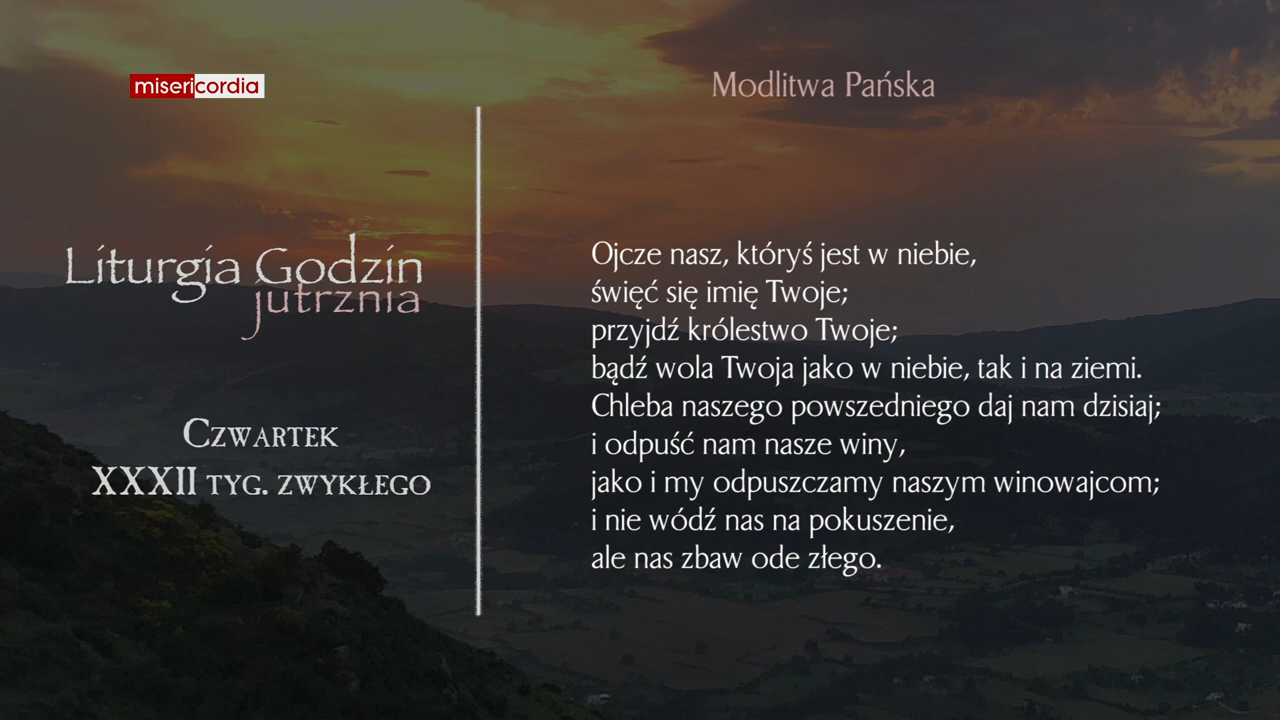 misericordia
Liturgia Godzin
jutrznia
Czwartek
XXXII tyg. zwykłego
Modlitwa Pańska
Ojcze nasz, któryś jest w niebie,
święć się imię Twoje;
przyjdź królestwo Twoje;
bądź wola Twoja jako w niebie, tak i na ziemi.
Chleba naszego powszedniego daj nam dzisiaj;
i odpuść nam nasze winy,
jako i my odpuszczamy naszym winowajcom;
i nie wódź nas na pokuszenie,
ale nas zbaw ode złego.